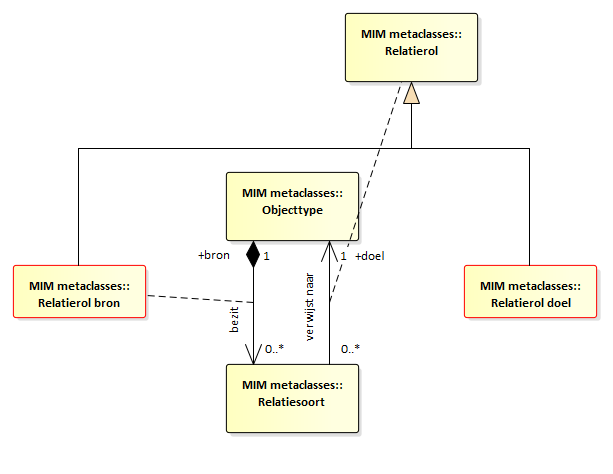 MIM metaclasses::
Relatierol
MIM metaclasses::
Objecttype
+bron
1
1
+doel
MIM metaclasses::
Relatierol bron
MIM metaclasses::
Relatierol doel
bezit
verwijst naar
0..*
0..*
MIM metaclasses::
Relatiesoort